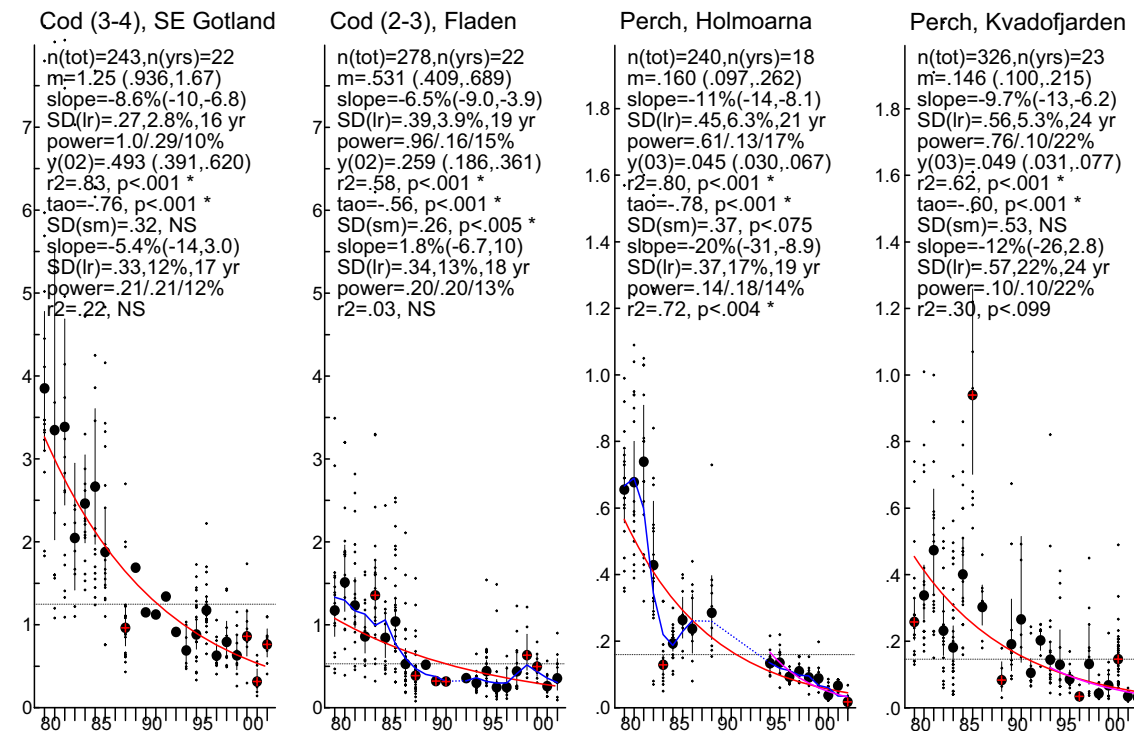 Cod (3-4), SE Gotland
n(tot)=243,n(yrs)=22
m=1.25 (.936,1.67)
slope=-8.6%(-10,-6.8)
SD(lr)=.27,2.8%,16 yr
power=1.0/.29/10%
y(02)=.493 (.391,.620)
r2=.83, p<.001 *
tao=-.76, p<.001 *
SD(sm)=.32, NS
slope=-5.4%(-14,3.0)
SD(lr)=.33,12%,17 yr
power=.21/.21/12%
r2=.22, NS
7
6
5
4
3
2
1
0
80 85 90 95 00
Cod (2-3), Fladen
n(tot)=278,n(yrs)=22
m=.531 (.409,.689)
slope=-6.5%(-9.0,-3.9)
SD(lr)=.39,3.9%,19 yr
power=.96/.16/15%
y(02)=.259 (.186,.361)
r2=.58, p<.001 *
tao=-.56, p<.001 *
SD(sm)=.26, p<.005 *
slope=1.8%(-6.7,10)
SD(lr)=.34,13%,18 yr
power=.20/.20/13%
r2=.03, NS
7
6
5
4
3
2
1
0
80 85 90 95 00
Perch, Holmoarna
n(tot)=240,n(yrs)=18
m=.160 (.097,.262)
slope=-11%(-14,-8.1)
SD(lr)=.45,6.3%,21 yr
power=.61/.13/17%
y(03)=.045 (.030,.067)
r2=.80, p<.001 *
tao=-.78, p<.001 *
SD(sm)=.37, p<.075
slope=-20%(-31,-8.9)
SD(lr)=.37,17%,19 yr
power=.14/.18/14%
r2=.72, p<.004 *
1.8
1.6
1.4
1.2
1.0
.8
.6
.4
.2
.0
80 85 90 95 00
Perch, Kvadofjarden
n(tot)=326,n(yrs)=23
m=.146 (.100,.215)
slope=-9.7%(-13,-6.2)
SD(lr)=.56,5.3%,24 yr
power=.76/.10/22%
y(03)=.049 (.031,.077)
r2=.62, p<.001 *
tao=-.60, p<.001 *
SD(sm)=.53, NS
slope=-12%(-26,2.8)
SD(lr)=.57,22%,24 yr
power=.10/.10/22%
r2=.30, p<.099
1.8
1.6
1.4
1.2
1.0
.8
.6
.4
.2
.0
80 85 90 95 00